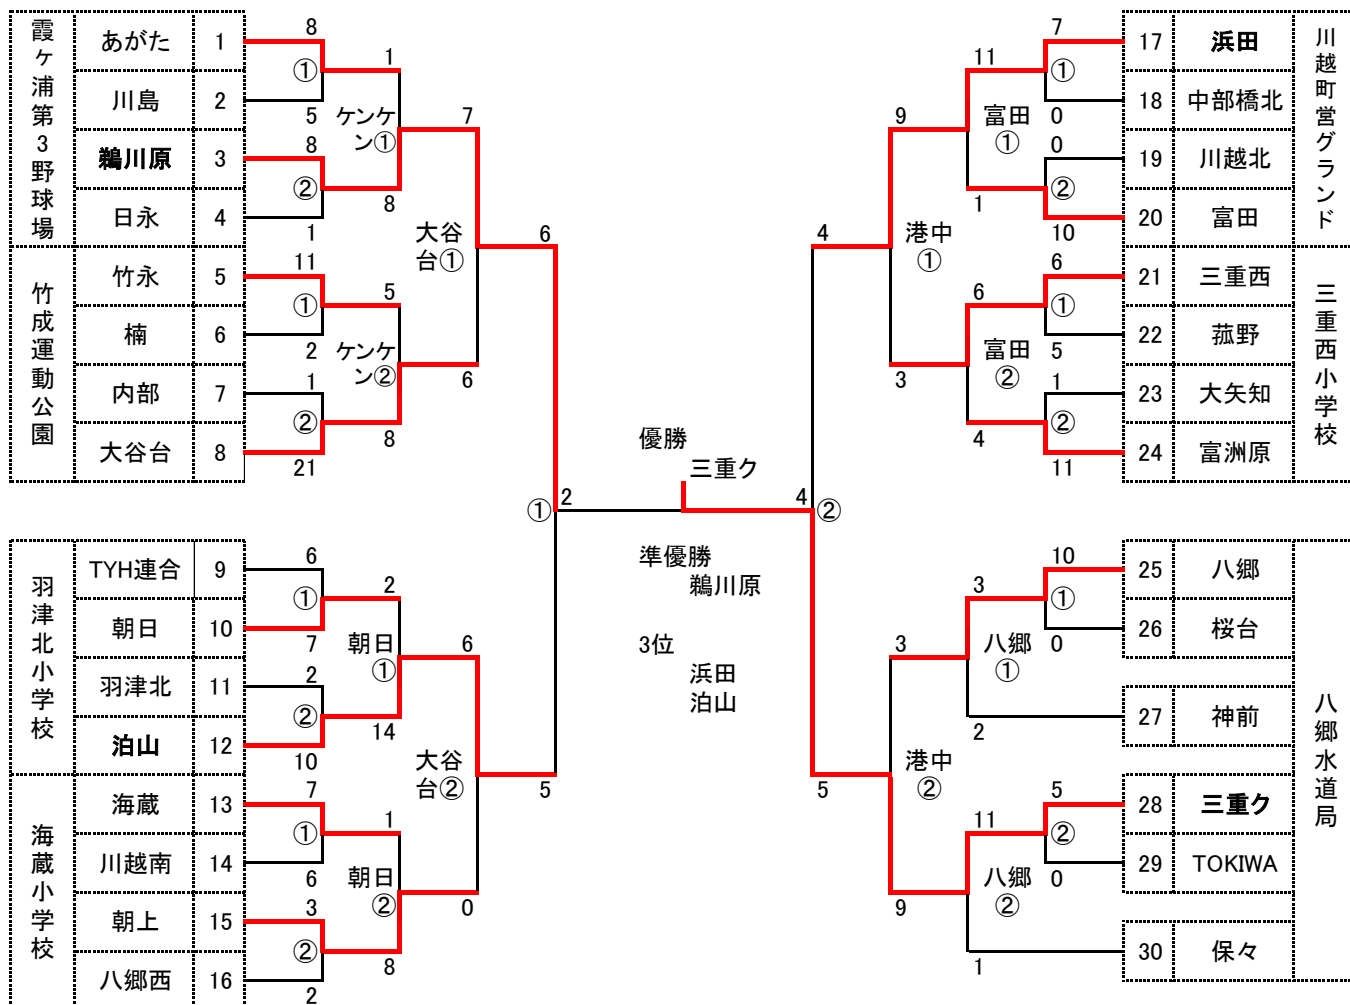 霞ヶ浦第3野球場
あがた 1
川島 2
鵜川原 3
日永 4
竹成運動公園
竹永 5
楠 6
内部 7
大谷台 8
羽津北小学校
TYH連合 9
朝日 10
羽津北 11
泊山 12
海蔵小学校
海蔵 13
川越南 14
朝上 15
八郷西 16
8
①
5
8
②
1
11
①
2
1
②
21
6
①
7
2
②
10
7
①
6
3
②
2
1
ケンケ
ン①
8
5
ケンケ
ン②
8
2
朝日
①
14
1
朝日
②
8
7
大谷
台①
6
6
大谷
台②
0
6
①
2
5
優勝
三重ク
準優勝
鵜川原
3位
浜田
泊山
4
4
②
5
9
港中
①
3
3
港中
②
9
11
富田
①
1
6
富田
②
4
3
八郷
①
2
11
八郷
②
1
7
①
0
0
②
10
6
①
5
1
②
11
10
①
0
5
②
0
17 浜田
18 中部橋北
19 川越北
20 富田
川越町営グランド
21 三重西
22 菰野
23 大矢知
24 富洲原
三重西小学校
25 八郷
26 桜台
27 神前
28 三重ク
29 TOKIWA
30 保々
八郷水道局